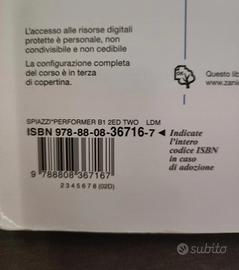 L'accesso alle risorse digitali
protette è personale, non
condivisibile e non cedibile
La configurazione completa
del corso è in terza
di copertina.
Questo lib
www.zani
SPIAZZI*PERFORMER B1 2ED TWO LDM
ISBN 978-88-08-36716-7
Indicate
l'intero
codice ISBN
in caso
di adozione
9 788808 367167
2 3 4 5 6 7 8 (02D)
subito